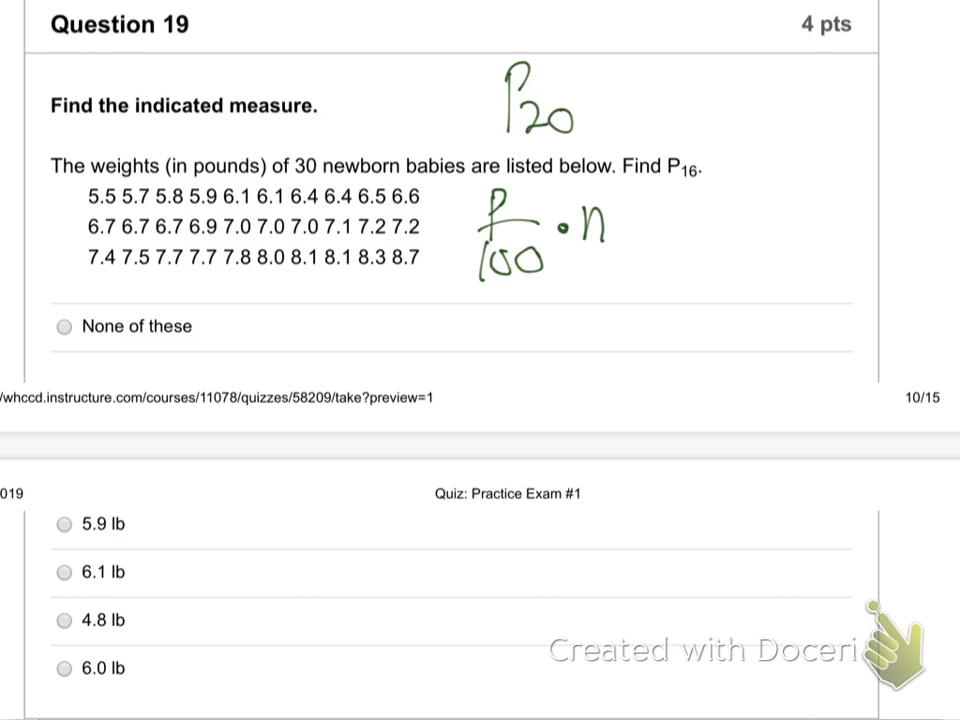 Question 19
4 pts
P20
Find the indicated measure.
The weights (in pounds) of 30 newborn babies are listed below. Find P16.
5.5 5.7 5.8 5.9 6.1 6.1 6.4 6.4 6.5 6.6
6.7 6.7 6.7 6.9 7.0 7.0 7.0 7.1 7.2 7.2
7.4 7.5 7.7 7.7 7.8 8.0 8.1 8.1 8.3 8.7
P/100 • n
None of these
/whccd.instructure.com/courses/11078/quizzes/58209/take?preview=1
10/15
019
Quiz: Practice Exam #1
5.9 lb
6.1 lb
4.8 lb
6.0 lb
Created with Doceri